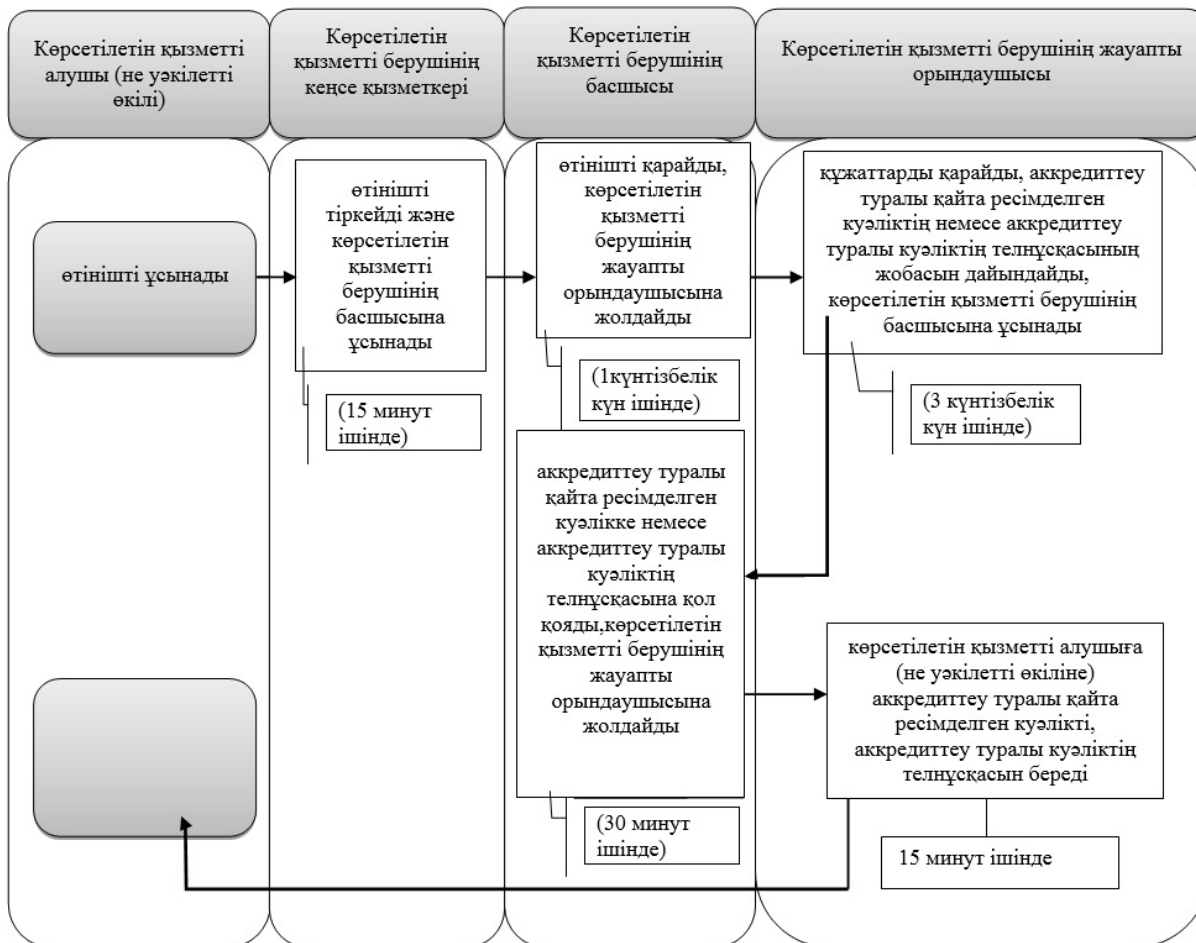 Көрсетілетін қызметті
алушы (не уәкілетті
өкілі)
Көрсетілетін
қызметті берушінің
кеңсе қызметкері
Көрсетілетін
қызметті берушінің
басшысы
Көрсетілетін қызметті берушінің жауапты
орындаушысы
өтінішті ұсынады
өтінішті
тіркейді және
көрсетілетін
қызметті
берушінің
басшысына
ұсынады
(15 минут
ішінде)
өтінішті қарайды,
көрсетілетін
қызметті
берушінің
жауапты
орындаушысына
жолдайды
(1күнтізбелік
күн ішінде)
құжаттарды қарайды, аккредиттеу
туралы қайта ресімделген
куәліктің немесе аккредиттеу
туралы куәліктің телнұсқасының
жобасын дайындайды,
көрсетілетін қызметті берушінің
басшысына ұсынады
(3 күнтізбелік
күн ішінде)
аккредиттеу туралы
қайта ресімделген
куәлікке немесе
аккредиттеу туралы
куәліктің
телнұсқасына қол
қояды,көрсетілетін
қызметті берушінің
жауапты
орындаушысына
жолдайды
(30 минут
ішінде)
көрсетілетін қызметті алушыға
(не уәкілетті өкіліне)
аккредиттеу туралы қайта
ресімделген куәлікті,
аккредиттеу туралы куәліктің
телнұсқасын береді
15 минут ішінде